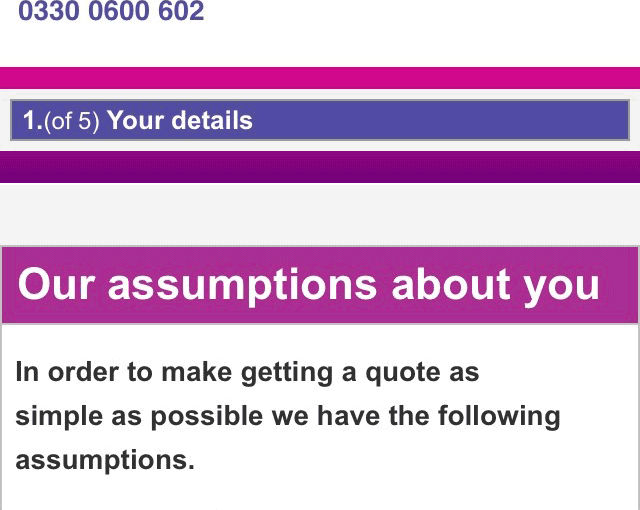 0330 0600 602
1.(of 5) Your details
Our assumptions about you
In order to make getting a quote as
simple as possible we have the following
assumptions.